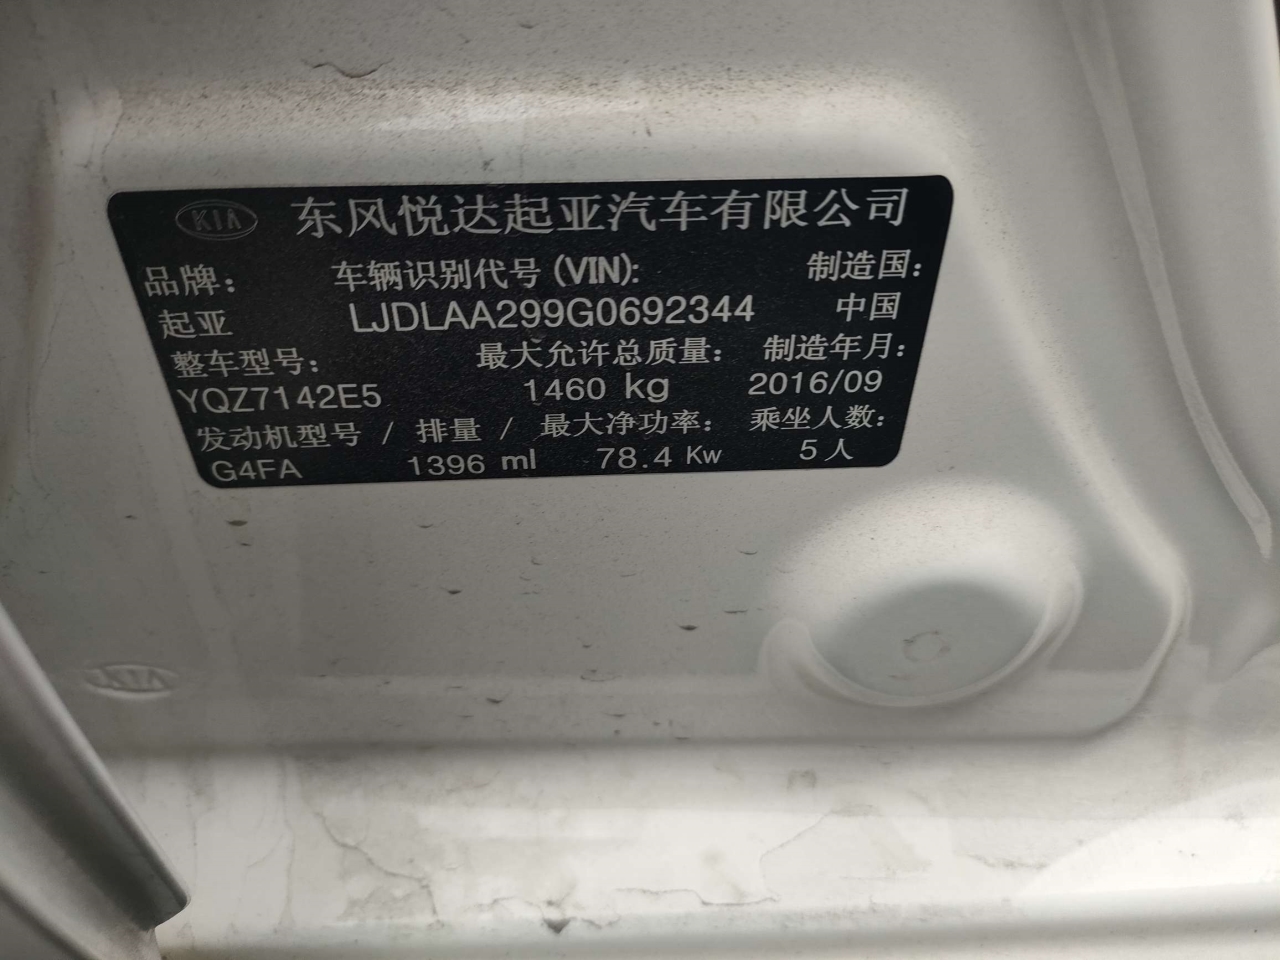 KIA 东风悦达起亚汽车有限公司
品牌： 车辆识别代号(VIN): 制造国：
起亚 LJDLAA299G0692344 中国
整车型号： 最大允许总质量： 制造年月：
YQZ7142E5 1460 kg 2016/09
发动机型号 / 排量 / 最大净功率： 乘坐人数：
G4FA 1396 ml 78.4 Kw 5人
KIA